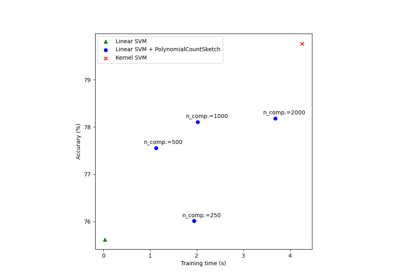 Linear SVM
Linear SVM + PolynomialCountSketch
Kernel SVM
79
78
77
76
Accurary (%)
n_comp.=1000
n_comp.=2000
n_comp.=500
n_comp.=250
0 1 2 3 4
Training time (s)